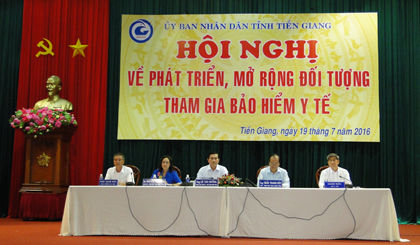 ỦY BAN NHÂN DÂN TỈNH TIỀN GIANG
HỘI NGHỊ
VỀ PHÁT TRIỂN, MỞ RỘNG ĐỐI TƯỢNG
THAM GIA BẢO HIỂM Y TẾ
Tiền Giang, ngày 19 tháng 7 năm 2016